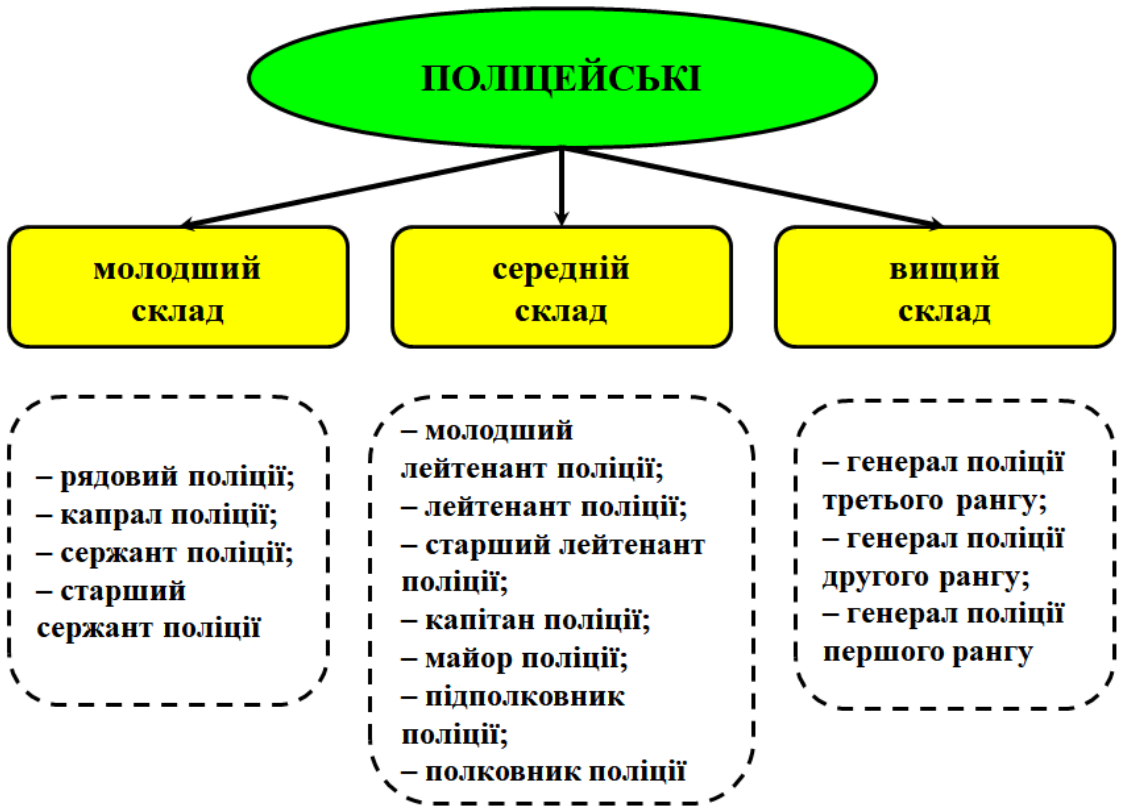 ПОЛІЦЕЙСЬКІ
молодший
склад
середній
склад
вищий
склад
– рядовий поліції;
– капрал поліції;
– сержант поліції;
– старший
сержант поліції
– молодший
лейтенант поліції;
– лейтенант поліції;
– старший лейтенант
поліції;
– капітан поліції;
– майор поліції;
– підполковник
поліції;
– полковник поліції
– генерал поліції
третього рангу;
– генерал поліції
другого рангу;
– генерал поліції
першого рангу